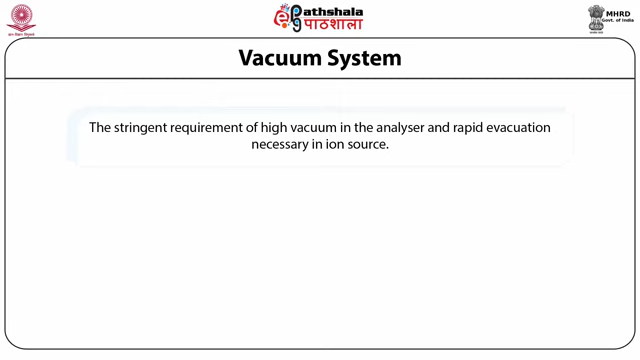 ePathshala
पाठशाला
MHRD
Govt. of India
Vacuum System
The stringent requirement of high vacuum in the analyser and rapid evacuation
necessary in ion source.